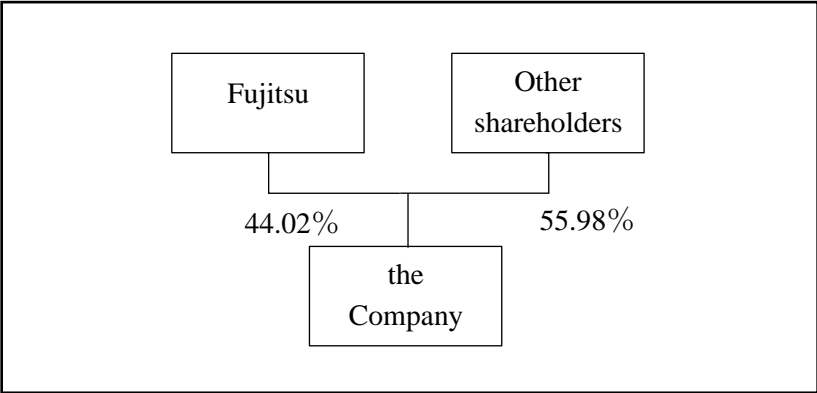 Fujitsu
Other
shareholders
44.02%
55.98%
the
Company